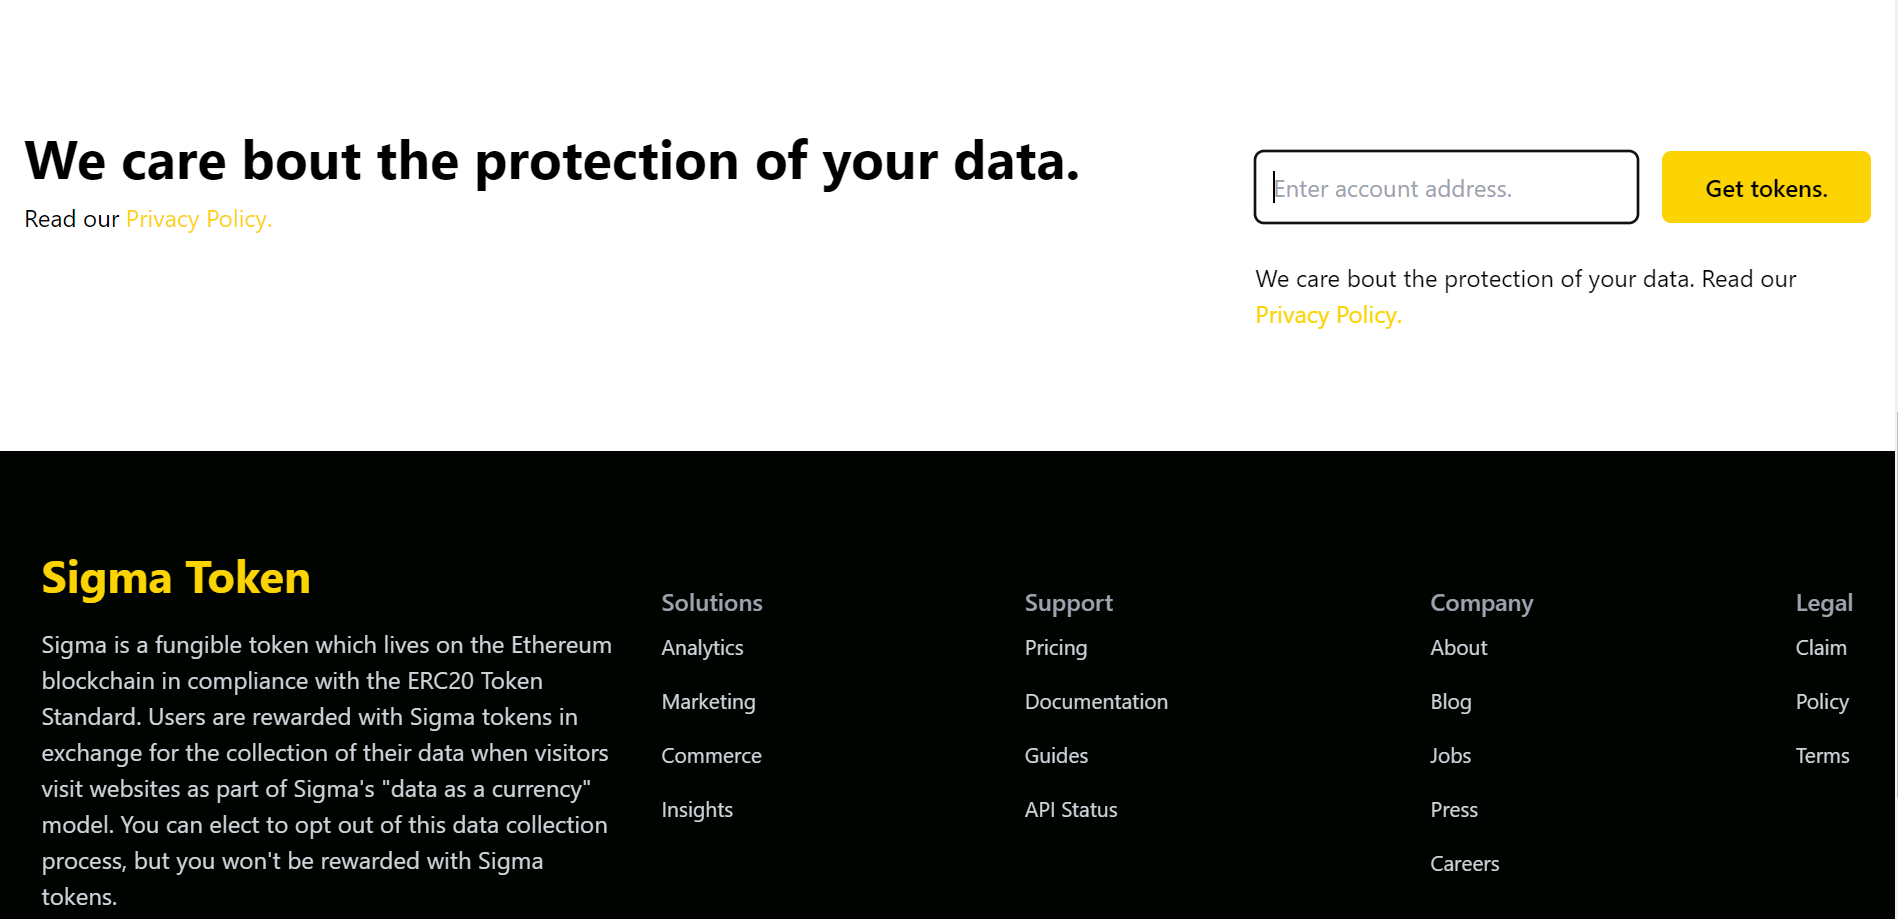 We care bout the protection of your data.
Read our Privacy Policy.
Enter account address.
Get tokens.
We care bout the protection of your data. Read our
Privacy Policy.
Sigma Token
Sigma is a fungible token which lives on the Ethereum
blockchain in compliance with the ERC20 Token
Standard. Users are rewarded with Sigma tokens in
exchange for the collection of their data when visitors
visit websites as part of Sigma's "data as a currency"
model. You can elect to opt out of this data collection
process, but you won't be rewarded with Sigma
tokens.
Solutions
Analytics
Marketing
Commerce
Insights
Support
Pricing
Documentation
Guides
API Status
Company
About
Blog
Jobs
Press
Careers
Legal
Claim
Policy
Terms